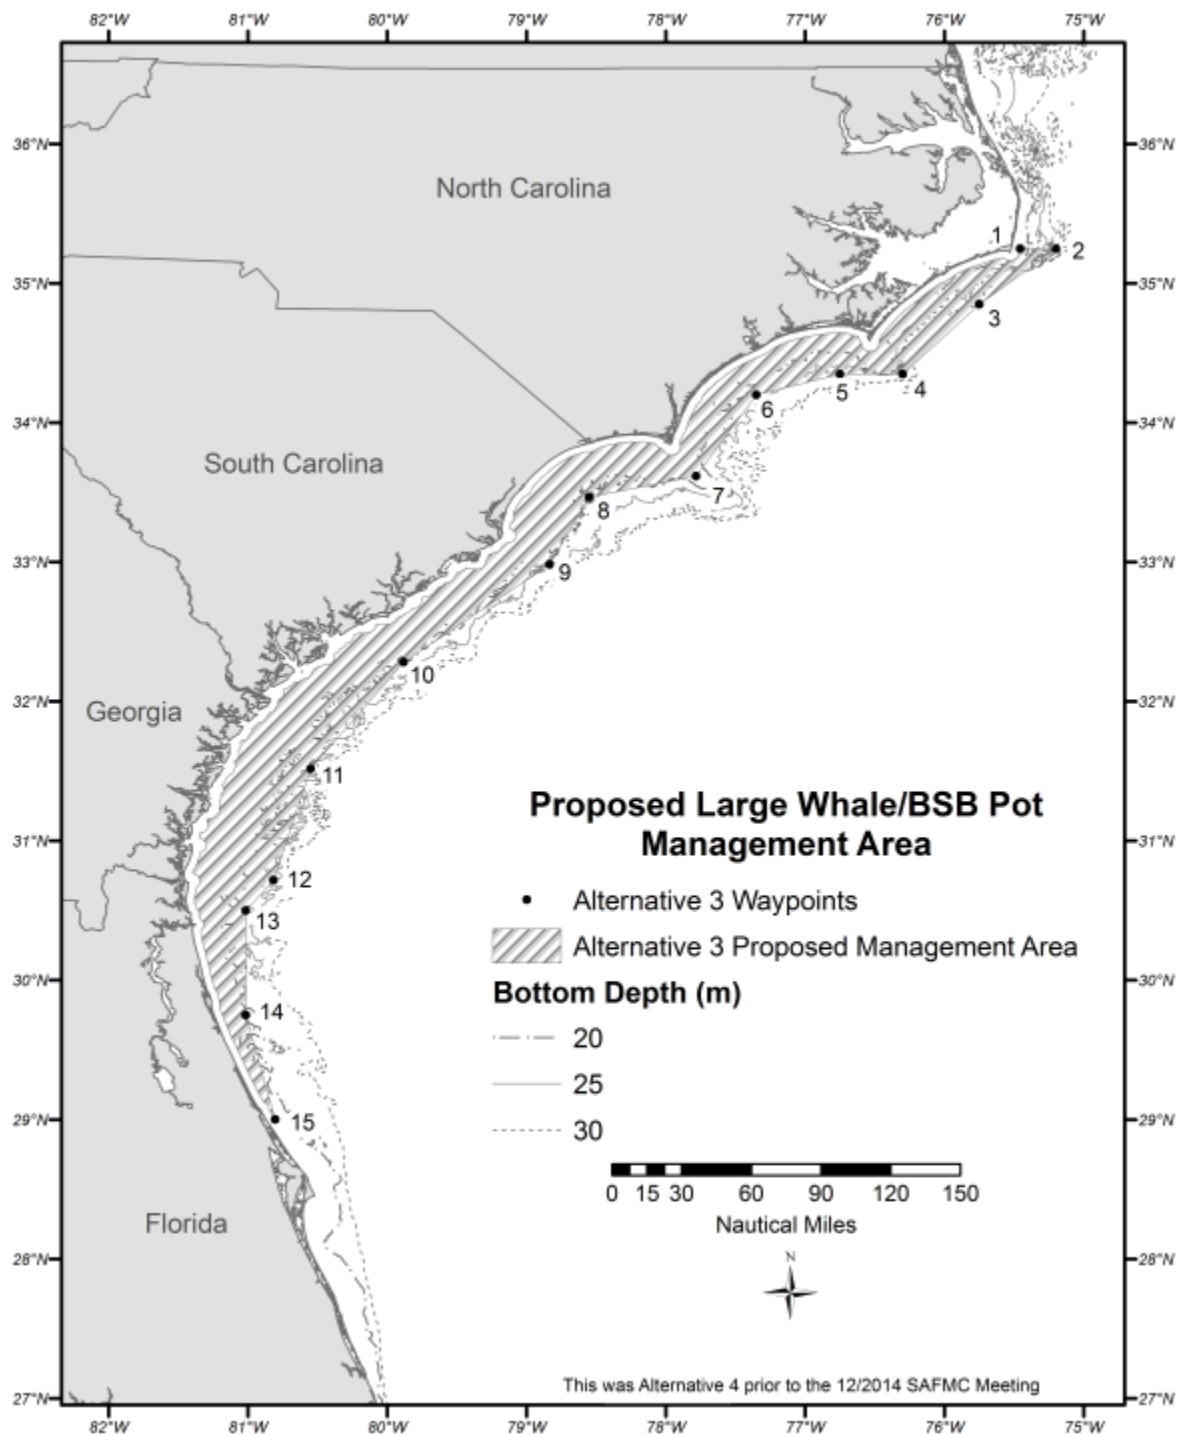 82°W 81°W 80°W 79°W 78°W 77°W 76°W 75°W
36°N 36°N
North Carolina
1 2
35°N 35°N
3
4
5
6
34°N 34°N
South Carolina
7
8
33°N 33°N
9
10
32°N 32°N
Georgia
11
Proposed Large Whale/BSB Pot
Management Area
31°N 31°N
12
Alternative 3 Waypoints
13
Alternative 3 Proposed Management Area
30°N 30°N
Bottom Depth (m)
14
20
25
29°N 29°N
15
30
0 15 30 60 90 120 150
Nautical Miles
Florida
N
28°N 28°N
This was Alternative 4 prior to the 12/2014 SAFMC Meeting
27°N 27°N
82°W 81°W 80°W 79°W 78°W 77°W 76°W 75°W